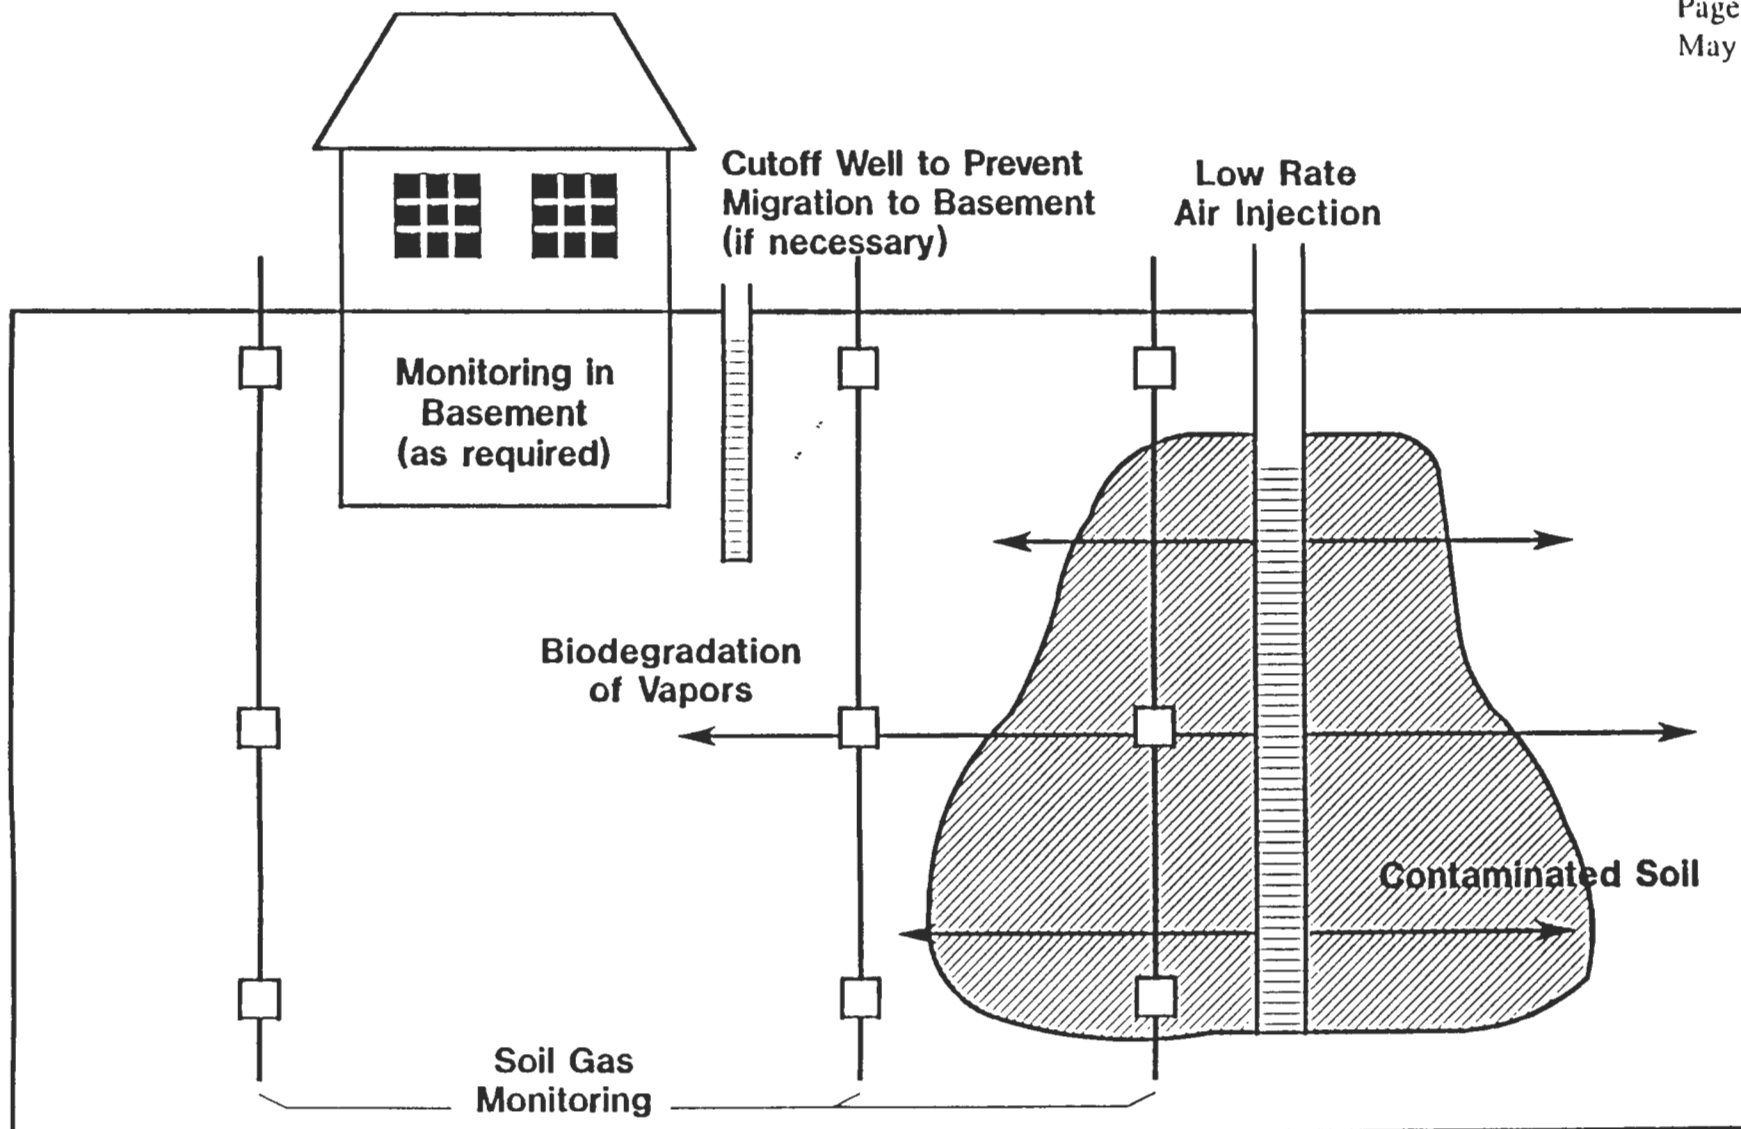 Page
May
Cutoff Well to Prevent
Migration to Basement
(if necessary)
Low Rate
Air Injection
Monitoring in
Basement
(as required)
Biodegradation
of Vapors
Contaminated Soil
Soil Gas
Monitoring